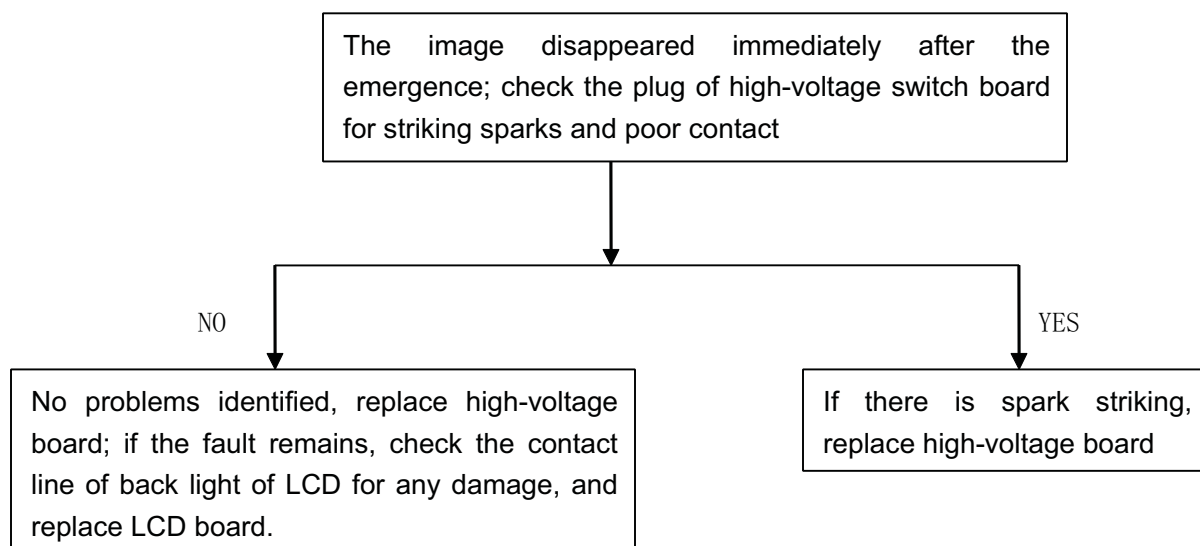 The image disappeared immediately after the
emergence; check the plug of high-voltage switch board
for striking sparks and poor contact
NO
YES
No problems identified, replace high-voltage
board; if the fault remains, check the contact
line of back light of LCD for any damage, and
replace LCD board.
If there is spark striking,
replace high-voltage board